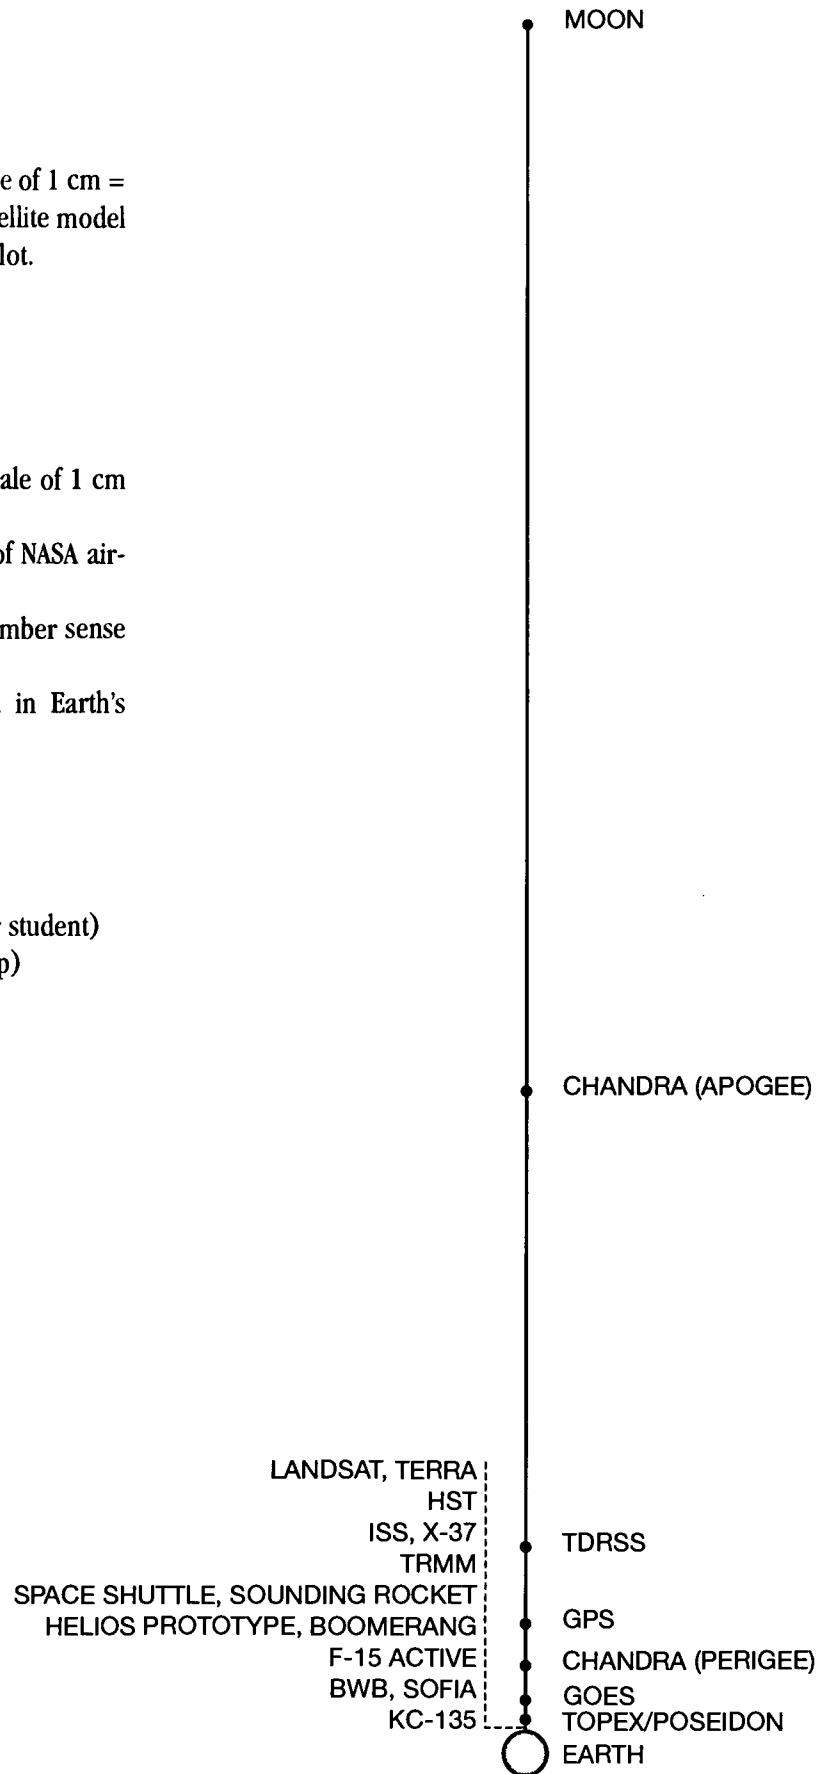 MOON
e of 1 cm =
ellite model
lot.
ale of 1 cm
of NASA air-
mber sense
in Earth's
student)
p)
CHANDRA (APOGEE)
LANDSAT, TERRA
HST
ISS, X-37
TRMM
SPACE SHUTTLE, SOUNDING ROCKET
HELIOS PROTOTYPE, BOOMERANG
F-15 ACTIVE
BWB, SOFIA
KC-135
TDRSS
GPS
CHANDRA (PERIGEE)
GOES
TOPEX/POSEIDON
EARTH